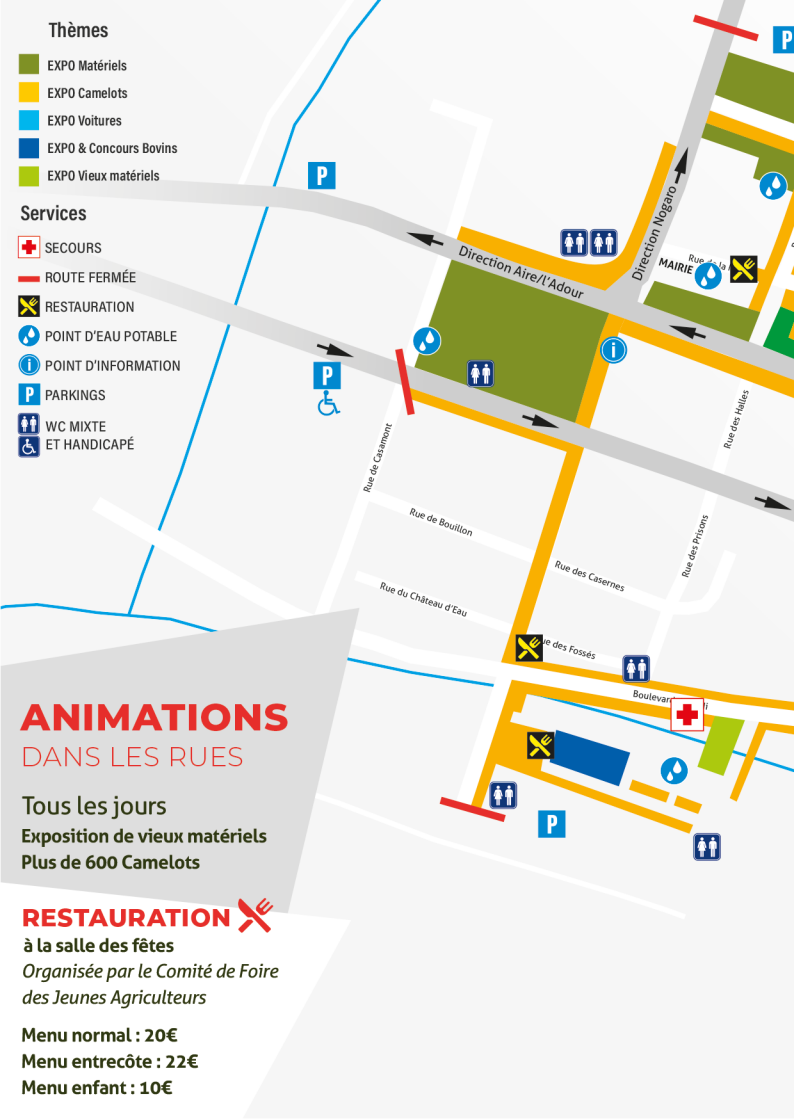 Thèmes
EXPO Matériels
EXPO Camelots
EXPO Voitures
EXPO & Concours Bovins
EXPO Vieux matériels
Services
SECOURS
ROUTE FERMÉE
RESTAURATION
POINT D'EAU POTABLE
POINT D'INFORMATION
P PARKINGS
WC MIXTE
ET HANDICAPÉ
P
P
Direction Nogaro
Direction Aire/l'Adour
Rue de la
MAIRIE
P
Rue de Casamont
Rue des Halles
Rue de Bouillon
Rue des Casernes
Rue des Prisons
Rue du Château d'Eau
ue des Fossés
Boulevar
P
ANIMATIONS
DANS LES RUES
Tous les jours
Exposition de vieux matériels
Plus de 600 Camelots
RESTAURATION
à la salle des fêtes
Organisée par le Comité de Foire
des Jeunes Agriculteurs
Menu normal : 20€
Menu entrecôte : 22€
Menu enfant : 10€